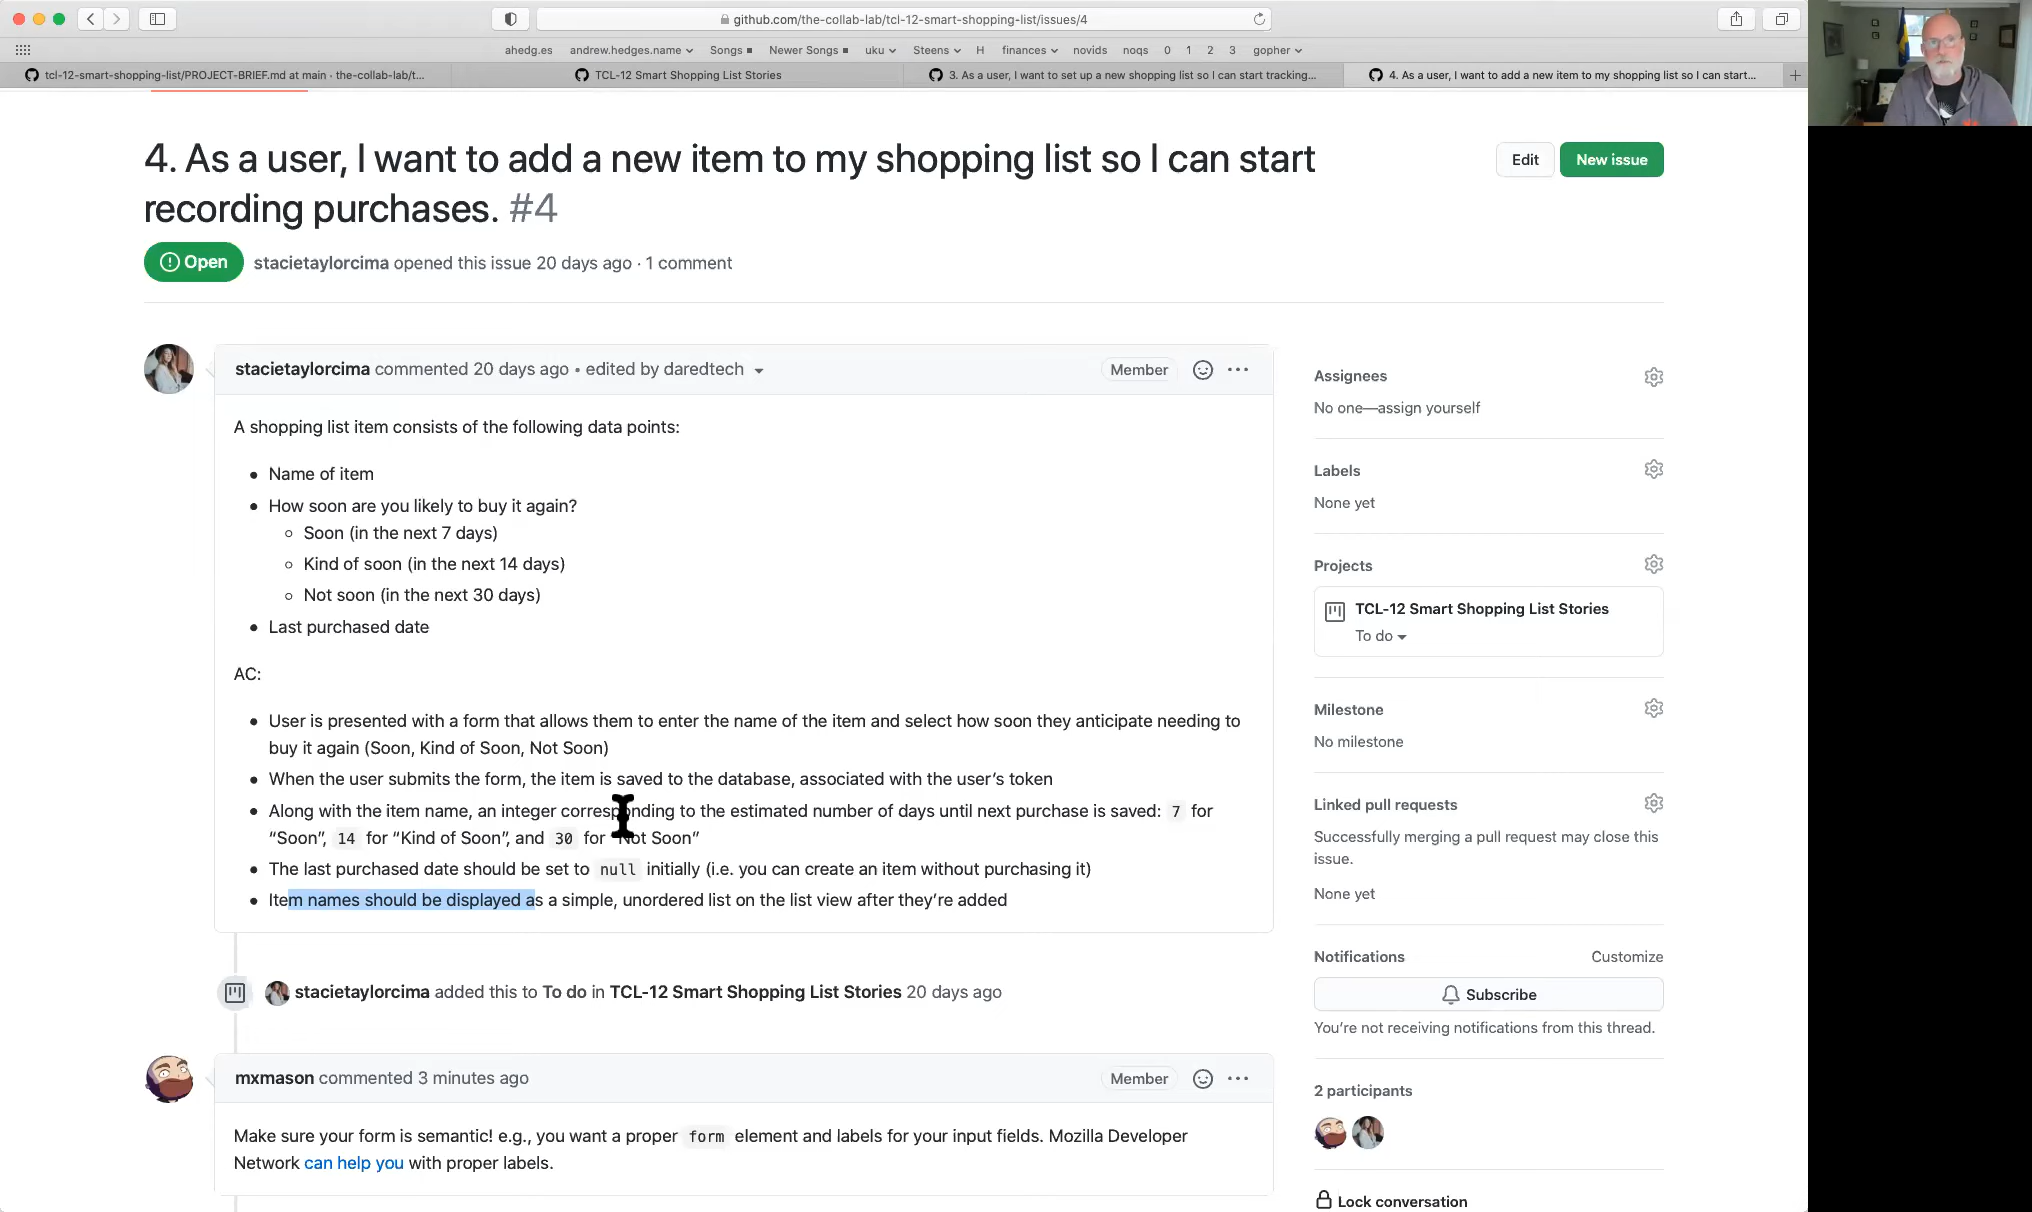 github.com/the-collab-lab/tcl-12-smart-shopping-list/issues/4
ahedg.es andrew.hedges.name Songs Newer Songs uku Steens H finances novids noqs 0 1 2 3 gopher
tcl-12-smart-shopping-list/PROJECT-BRIEF.md at main · the-collab-lab/t... TCL-12 Smart Shopping List Stories 3. As a user, I want to set up a new shopping list so I can start tracking... 4. As a user, I want to add a new item to my shopping list so I can start...
4. As a user, I want to add a new item to my shopping list so I can start
recording purchases. #4
Edit New issue
Open stacietaylorcima opened this issue 20 days ago · 1 comment
stacietaylorcima commented 20 days ago • edited by daredtech Member
A shopping list item consists of the following data points:
• Name of item
• How soon are you likely to buy it again?
◦ Soon (in the next 7 days)
◦ Kind of soon (in the next 14 days)
◦ Not soon (in the next 30 days)
• Last purchased date
AC:
• User is presented with a form that allows them to enter the name of the item and select how soon they anticipate needing to
buy it again (Soon, Kind of Soon, Not Soon)
• When the user submits the form, the item is saved to the database, associated with the user’s token
• Along with the item name, an integer corresponding to the estimated number of days until next purchase is saved: 7 for
“Soon”, 14 for “Kind of Soon”, and 30 for “Not Soon”
• The last purchased date should be set to null initially (i.e. you can create an item without purchasing it)
• Item names should be displayed as a simple, unordered list on the list view after they’re added
stacietaylorcima added this to To do in TCL-12 Smart Shopping List Stories 20 days ago
mxmason commented 3 minutes ago Member
Make sure your form is semantic! e.g., you want a proper form element and labels for your input fields. Mozilla Developer
Network can help you with proper labels.
Assignees
No one—assign yourself
Labels
None yet
Projects
TCL-12 Smart Shopping List Stories
To do
Milestone
No milestone
Linked pull requests
Successfully merging a pull request may close this
issue.
None yet
Notifications Customize
Subscribe
You’re not receiving notifications from this thread.
2 participants
Lock conversation